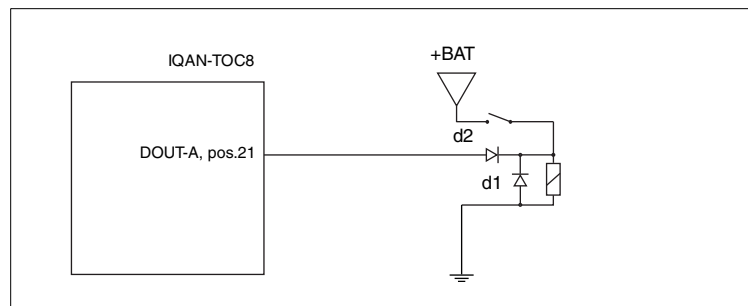 IQAN-TOC8
+BAT
d2
DOUT-A, pos.21
d1